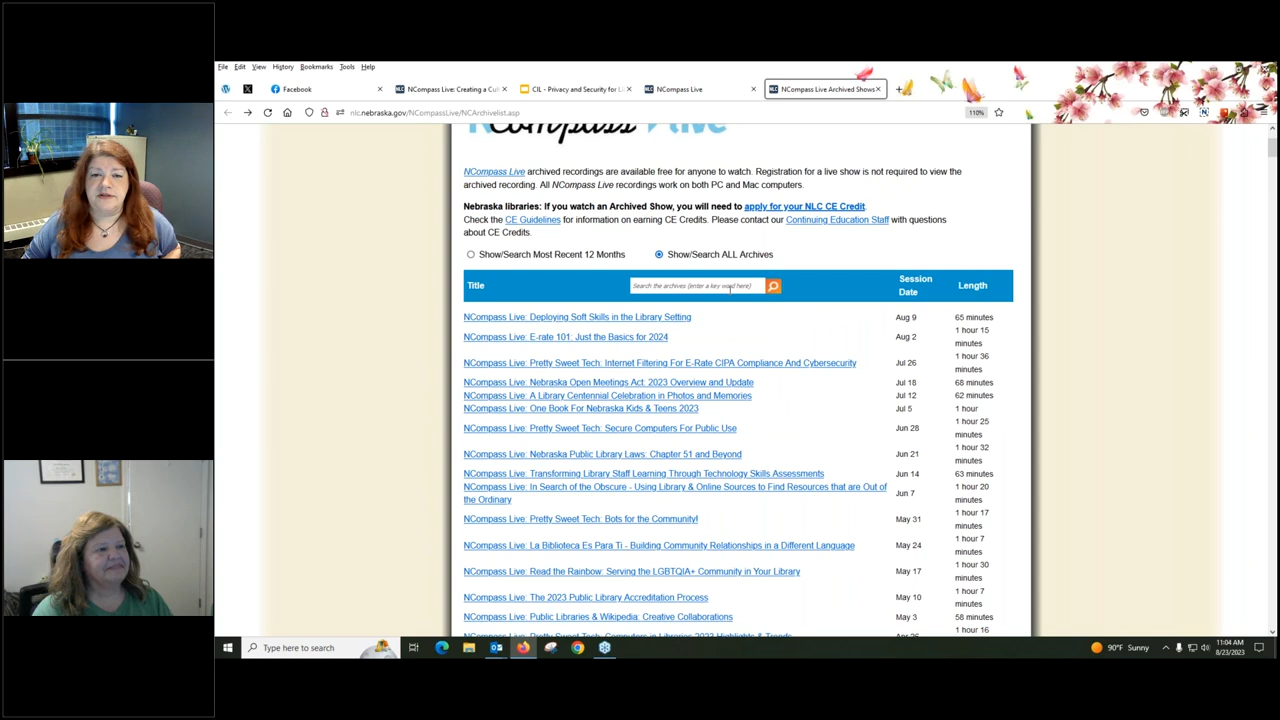 File Edit View History Bookmarks Tools Help
Facebook
NCompass Live: Creating a Cul
CIL - Privacy and Security for Li
NCompass Live
NCompass Live Archived Shows
nlc.nebraska.gov/NCompassLive/NCArchivelist.asp
110%
NCompass Live archived recordings are available free for anyone to watch. Registration for a live show is not required to view the
archived recording. All NCompass Live recordings work on both PC and Mac computers.
Nebraska libraries: If you watch an Archived Show, you will need to apply for your NLC CE Credit.
Check the CE Guidelines for information on earning CE Credits. Please contact our Continuing Education Staff with questions
about CE Credits.
Show/Search Most Recent 12 Months Show/Search ALL Archives
Title Search the archives (enter a key word here) Session Date Length
NCompass Live: Deploying Soft Skills in the Library Setting Aug 9 65 minutes
NCompass Live: E-rate 101: Just the Basics for 2024 Aug 2 1 hour 15 minutes
NCompass Live: Pretty Sweet Tech: Internet Filtering For E-Rate CIPA Compliance And Cybersecurity Jul 26 1 hour 36 minutes
NCompass Live: Nebraska Open Meetings Act: 2023 Overview and Update Jul 18 68 minutes
NCompass Live: A Library Centennial Celebration in Photos and Memories Jul 12 62 minutes
NCompass Live: One Book For Nebraska Kids & Teens 2023 Jul 5 1 hour
NCompass Live: Pretty Sweet Tech: Secure Computers For Public Use Jun 28 1 hour 25 minutes
NCompass Live: Nebraska Public Library Laws: Chapter 51 and Beyond Jun 21 1 hour 32 minutes
NCompass Live: Transforming Library Staff Learning Through Technology Skills Assessments Jun 14 63 minutes
NCompass Live: In Search of the Obscure - Using Library & Online Sources to Find Resources that are Out of
the Ordinary Jun 7 1 hour 20 minutes
NCompass Live: Pretty Sweet Tech: Bots for the Community! May 31 1 hour 17 minutes
NCompass Live: La Biblioteca Es Para Ti - Building Community Relationships in a Different Language May 24 1 hour 7 minutes
NCompass Live: Read the Rainbow: Serving the LGBTQIA+ Community in Your Library May 17 1 hour 30 minutes
NCompass Live: The 2023 Public Library Accreditation Process May 10 1 hour 7 minutes
NCompass Live: Public Libraries & Wikipedia: Creative Collaborations May 3 58 minutes
NCompass Live: Pretty Sweet Tech: Computers in Libraries 2023 Highlights & Trends Apr 26 1 hour 16
Type here to search
90°F Sunny
11:04 AM
8/23/2023